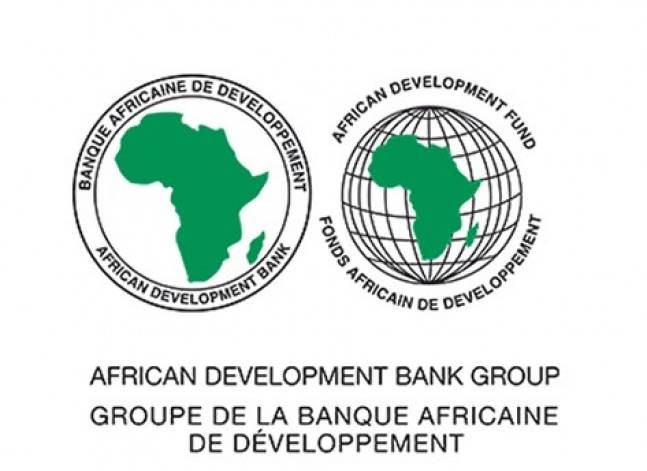 BANQUE AFRICAINE DE DEVELOPPEMENT
AFRICAN DEVELOPMENT BANK
AFRICAN DEVELOPMENT FUND
FONDS AFRICAIN DE DEVELOPPEMENT
AFRICAN DEVELOPMENT BANK GROUP
GROUPE DE LA BANQUE AFRICAINE
DE DÉVELOPPEMENT